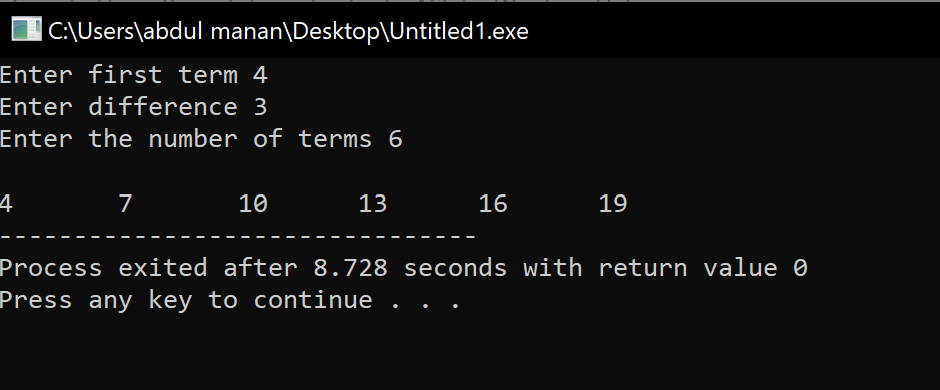 C:\Users\abdul manan\Desktop\Untitled1.exe
Enter first term 4
Enter difference 3
Enter the number of terms 6
4 7 10 13 16 19
--------------------------------
Process exited after 8.728 seconds with return value 0
Press any key to continue . . .